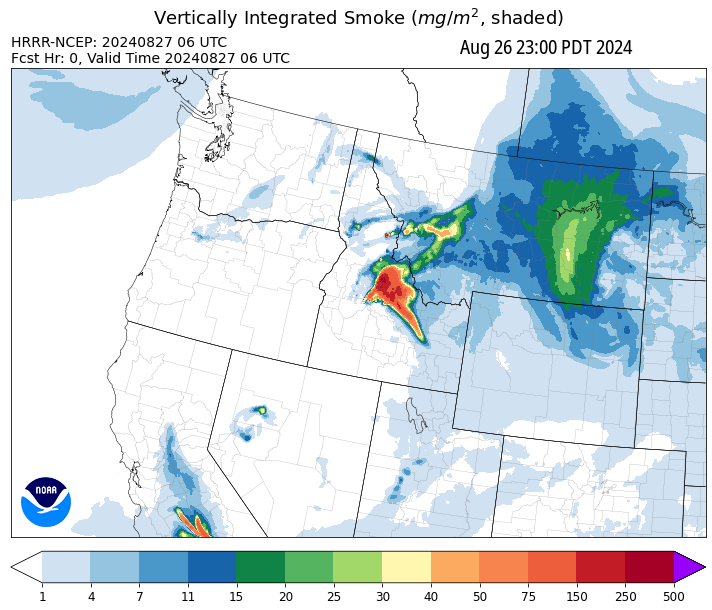 Vertically Integrated Smoke (mg/m², shaded)
HRRR-NCEP: 20240827 06 UTC
Fcst Hr: 0, Valid Time 20240827 06 UTC
Aug 26 23:00 PDT 2024
NOAA
1 4 7 11 15 20 25 30 40 50 75 150 250 500